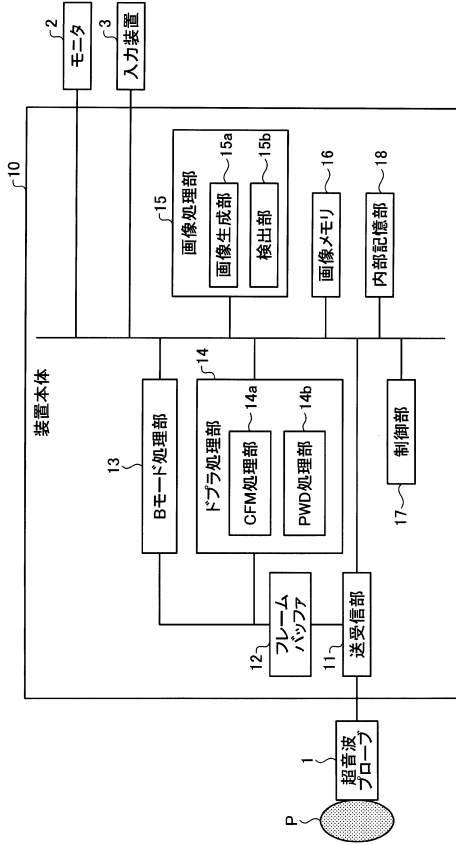 10
装置本体
2
モニタ
3
入力装置
13
Bモード処理部
14
ドプラ処理部
14a
CFM処理部
14b
PWD処理部
15
画像処理部
15a
画像生成部
15b
検出部
16
画像メモリ
18
内部記憶部
17
制御部
12
フレーム
バッファ
11
送受信部
1
超音波
プローブ
P